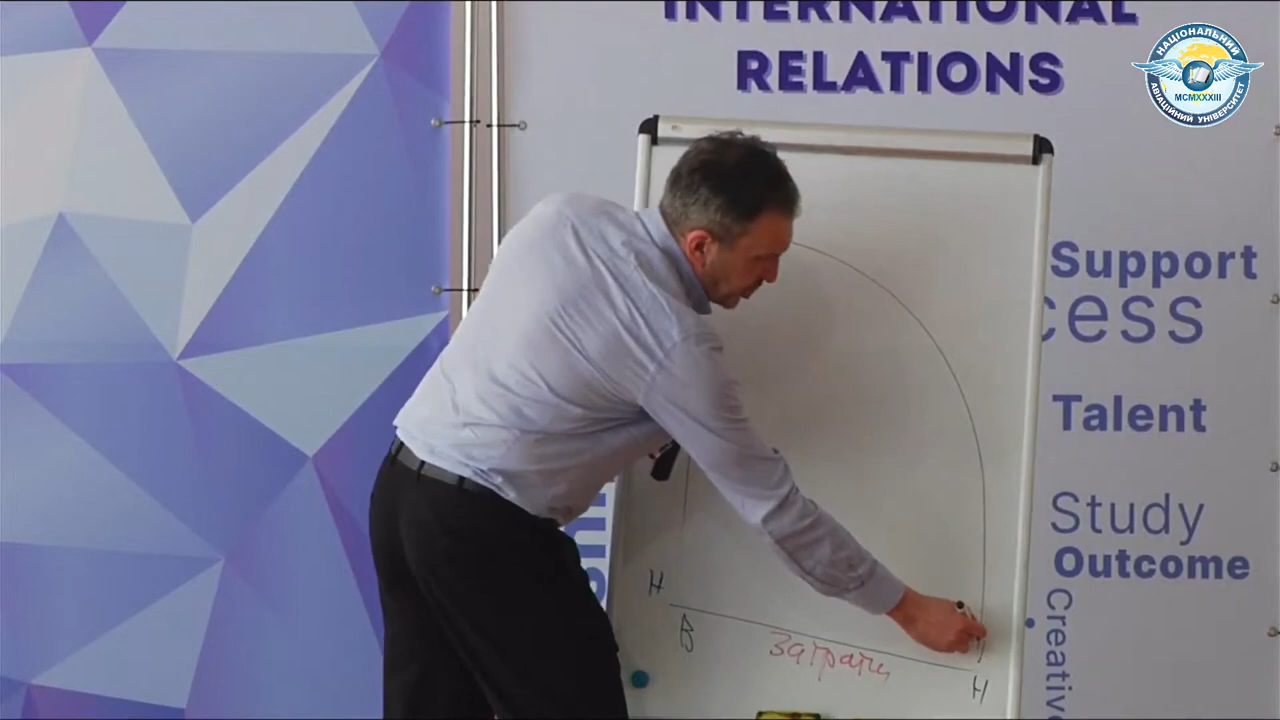 INTERNATIONAL
RELATIONS
НАЦІОНАЛЬНИЙ
MCMXXXIII
АВІАЦІЙНИЙ УНІВЕРСИТЕТ
Support
cess
Talent
Study
Outcome
Creativ
Н
В
затрати
Н